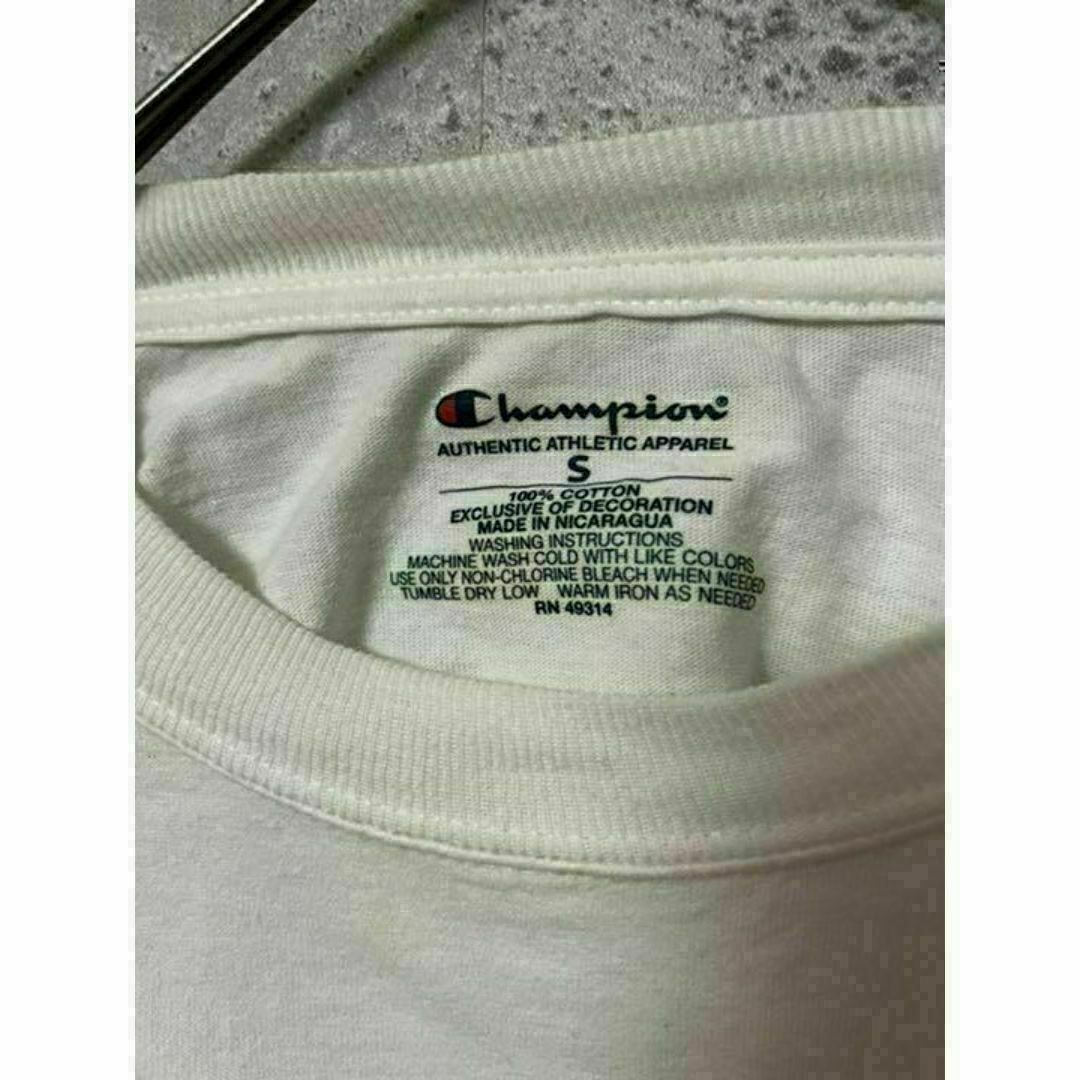 Champion®
AUTHENTIC ATHLETIC APPAREL
S
100% COTTON
EXCLUSIVE OF DECORATION
MADE IN NICARAGUA
WASHING INSTRUCTIONS
MACHINE WASH COLD WITH LIKE COLORS
USE ONLY NON-CHLORINE BLEACH WHEN NEEDED
TUMBLE DRY LOW WARM IRON AS NEEDED
RN 49314